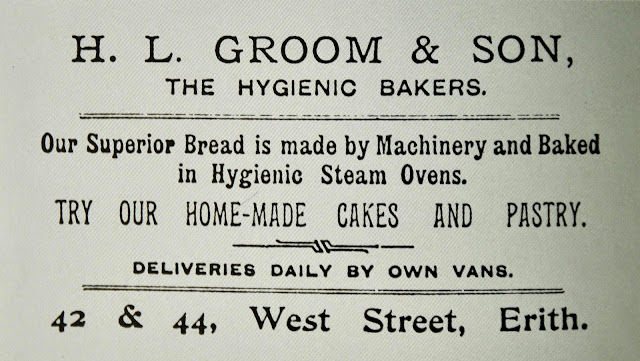 H. L. GROOM & SON,
THE HYGIENIC BAKERS.
Our Superior Bread is made by Machinery and Baked
in Hygienic Steam Ovens.
TRY OUR HOME-MADE CAKES AND PASTRY.
DELIVERIES DAILY BY OWN VANS.
42 & 44, West Street, Erith.